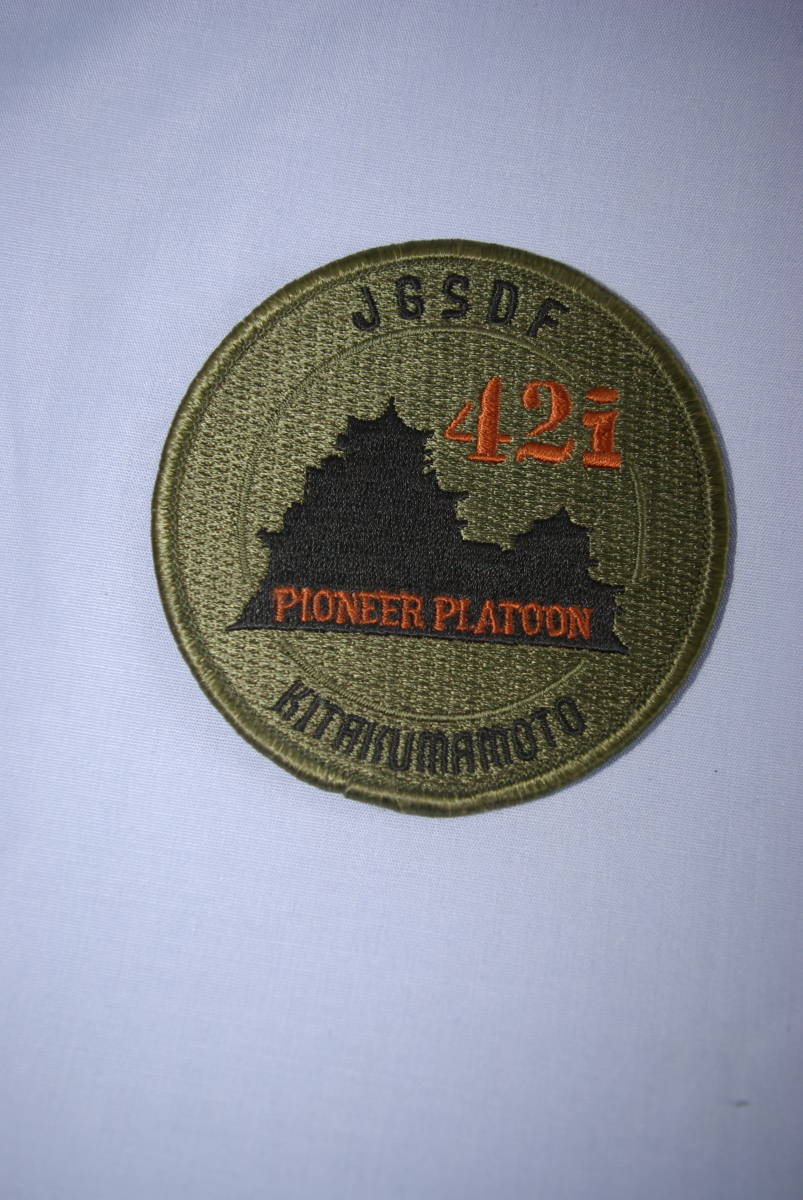 JGSDF
42i
PIONEER PLATOON
KITAKUMAMOTO